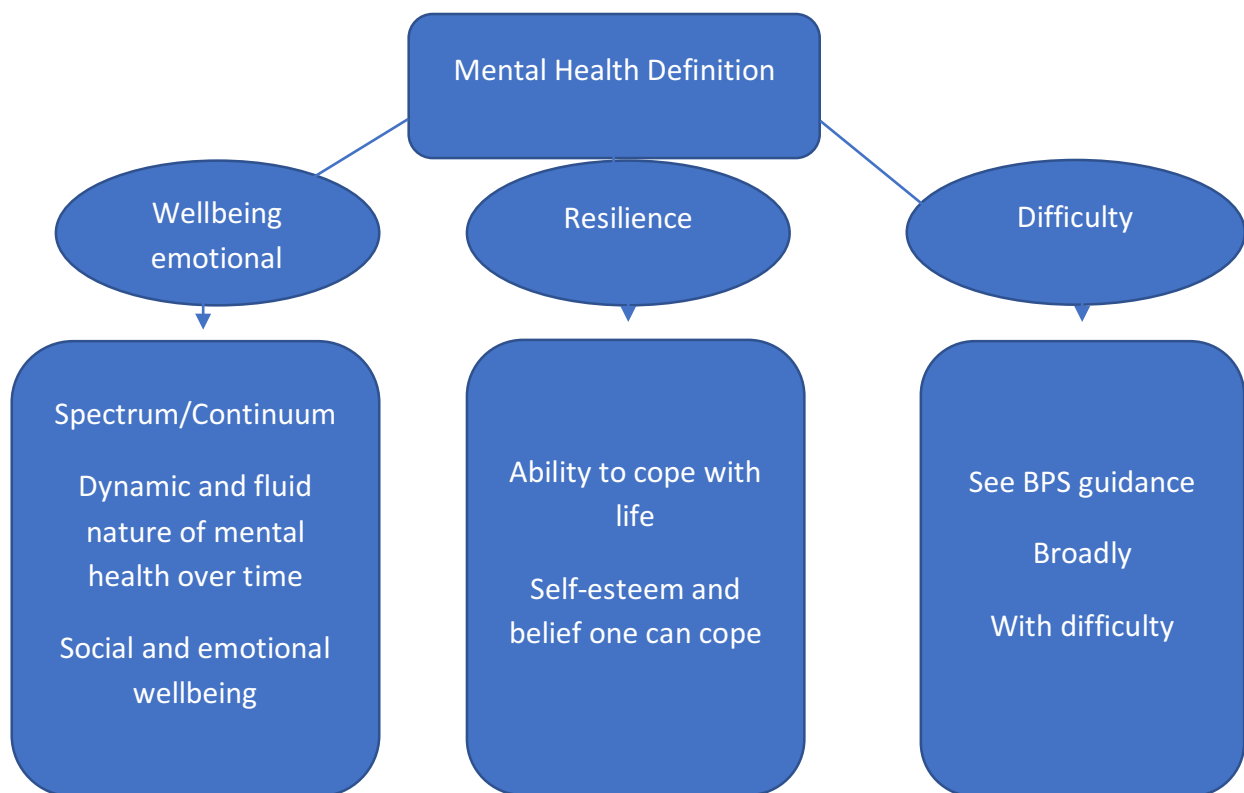 Mental Health Definition
Wellbeing
emotional
Resilience
Difficulty
Spectrum/Continuum
Dynamic and fluid
nature of mental
health over time
Social and emotional
wellbeing
Ability to cope with
life
Self-esteem and
belief one can cope
See BPS guidance
Broadly
With difficulty